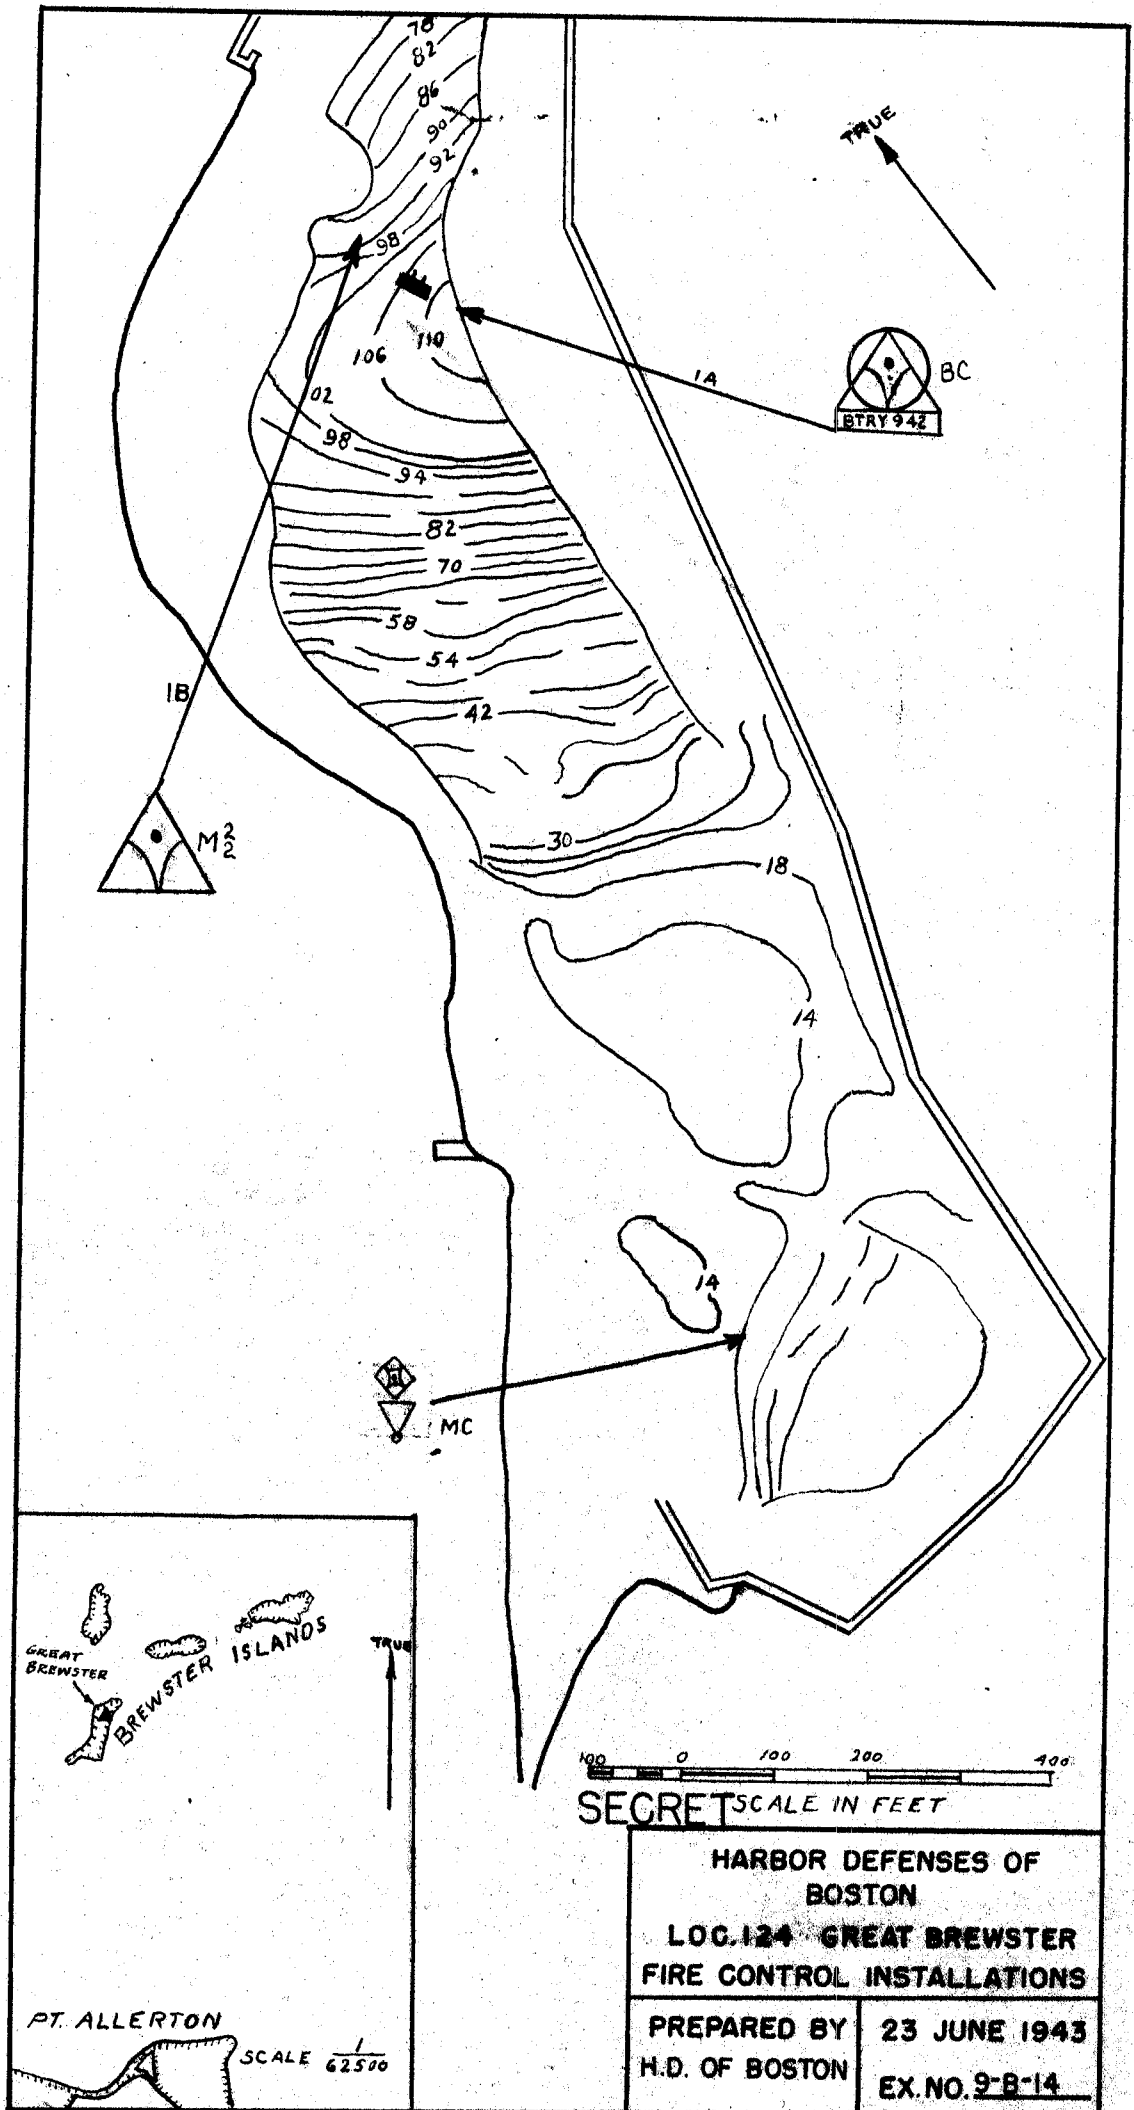 78
82
86
90
92
98
TRUE
106
110
BC
BTRY 942
1A
02
98
94
82
70
58
54
42
1B
M 2/2
30
18
14
14
MC
GREAT
BREWSTER
BREWSTER ISLANDS
TRUE
PT. ALLERTON
SCALE 1/62500
100 0 100 200 400
SECRET SCALE IN FEET
HARBOR DEFENSES OF
BOSTON
LOC.124 GREAT BREWSTER
FIRE CONTROL INSTALLATIONS
PREPARED BY
H.D. OF BOSTON
23 JUNE 1943
EX.NO. 9-B-14